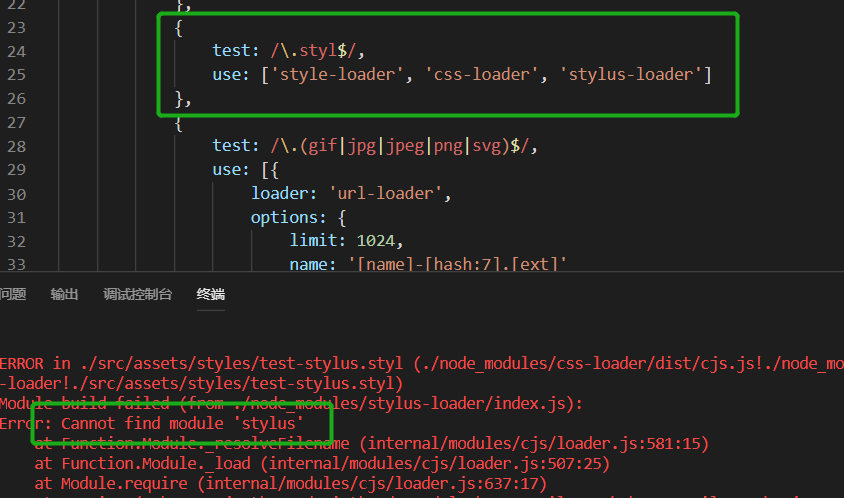 22 },
23 {
24 test: /\.styl$/,
25 use: ['style-loader', 'css-loader', 'stylus-loader']
26 },
27 {
28 test: /\.(gif|jpg|jpeg|png|svg)$/,
29 use: [{
30 loader: 'url-loader',
31 options: {
32 limit: 1024,
33 name: '[name]-[hash:7].[ext]'
问题 输出 调试控制台 终端
ERROR in ./src/assets/styles/test-stylus.styl (./node_modules/css-loader/dist/cjs.js!./node_mo
-loader!./src/assets/styles/test-stylus.styl)
Module build failed (from ./node_modules/stylus-loader/index.js):
Error: Cannot find module 'stylus'
at Function.Module._resolveFilename (internal/modules/cjs/loader.js:581:15)
at Function.Module._load (internal/modules/cjs/loader.js:507:25)
at Module.require (internal/modules/cjs/loader.js:637:17)